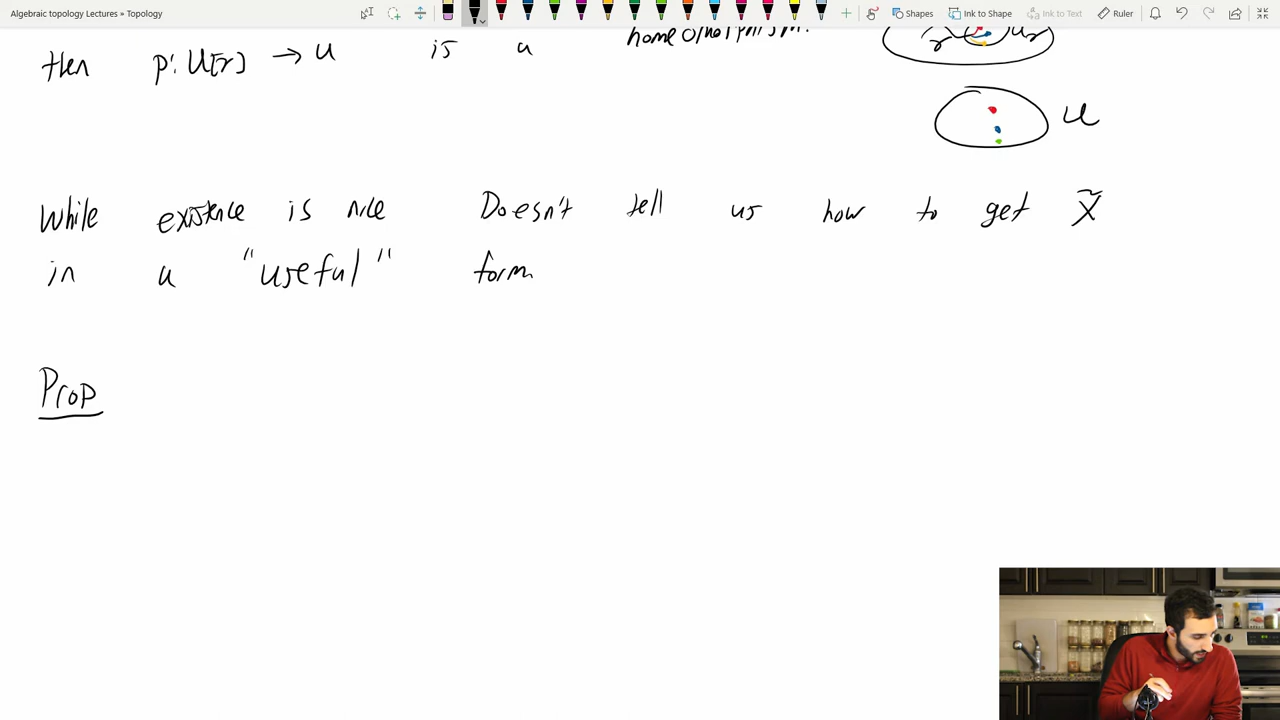 Algebraic topology Lectures » Topology
Shapes Ink to Shape Ink to Text Ruler
homeomorphism.
then p: U[γ] → U is a
U
While existence is nice Doesn't tell us how to get X̃
in a "useful" form
Prop